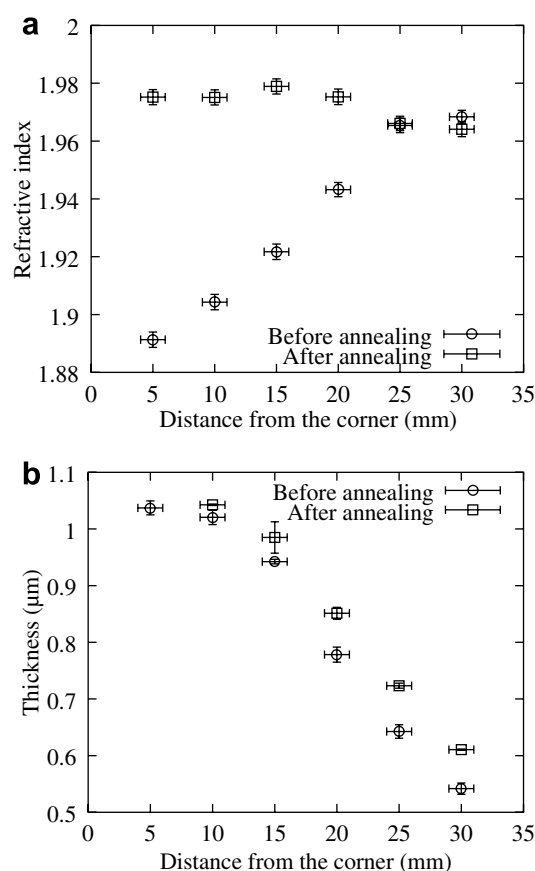 a
2
1.98
1.96
1.94
1.92
1.9
1.88
Refractive index
Before annealing
After annealing
0 5 10 15 20 25 30 35
Distance from the corner (mm)
b
1.1
1
0.9
0.8
0.7
0.6
0.5
Thickness (μm)
Before annealing
After annealing
0 5 10 15 20 25 30 35
Distance from the corner (mm)